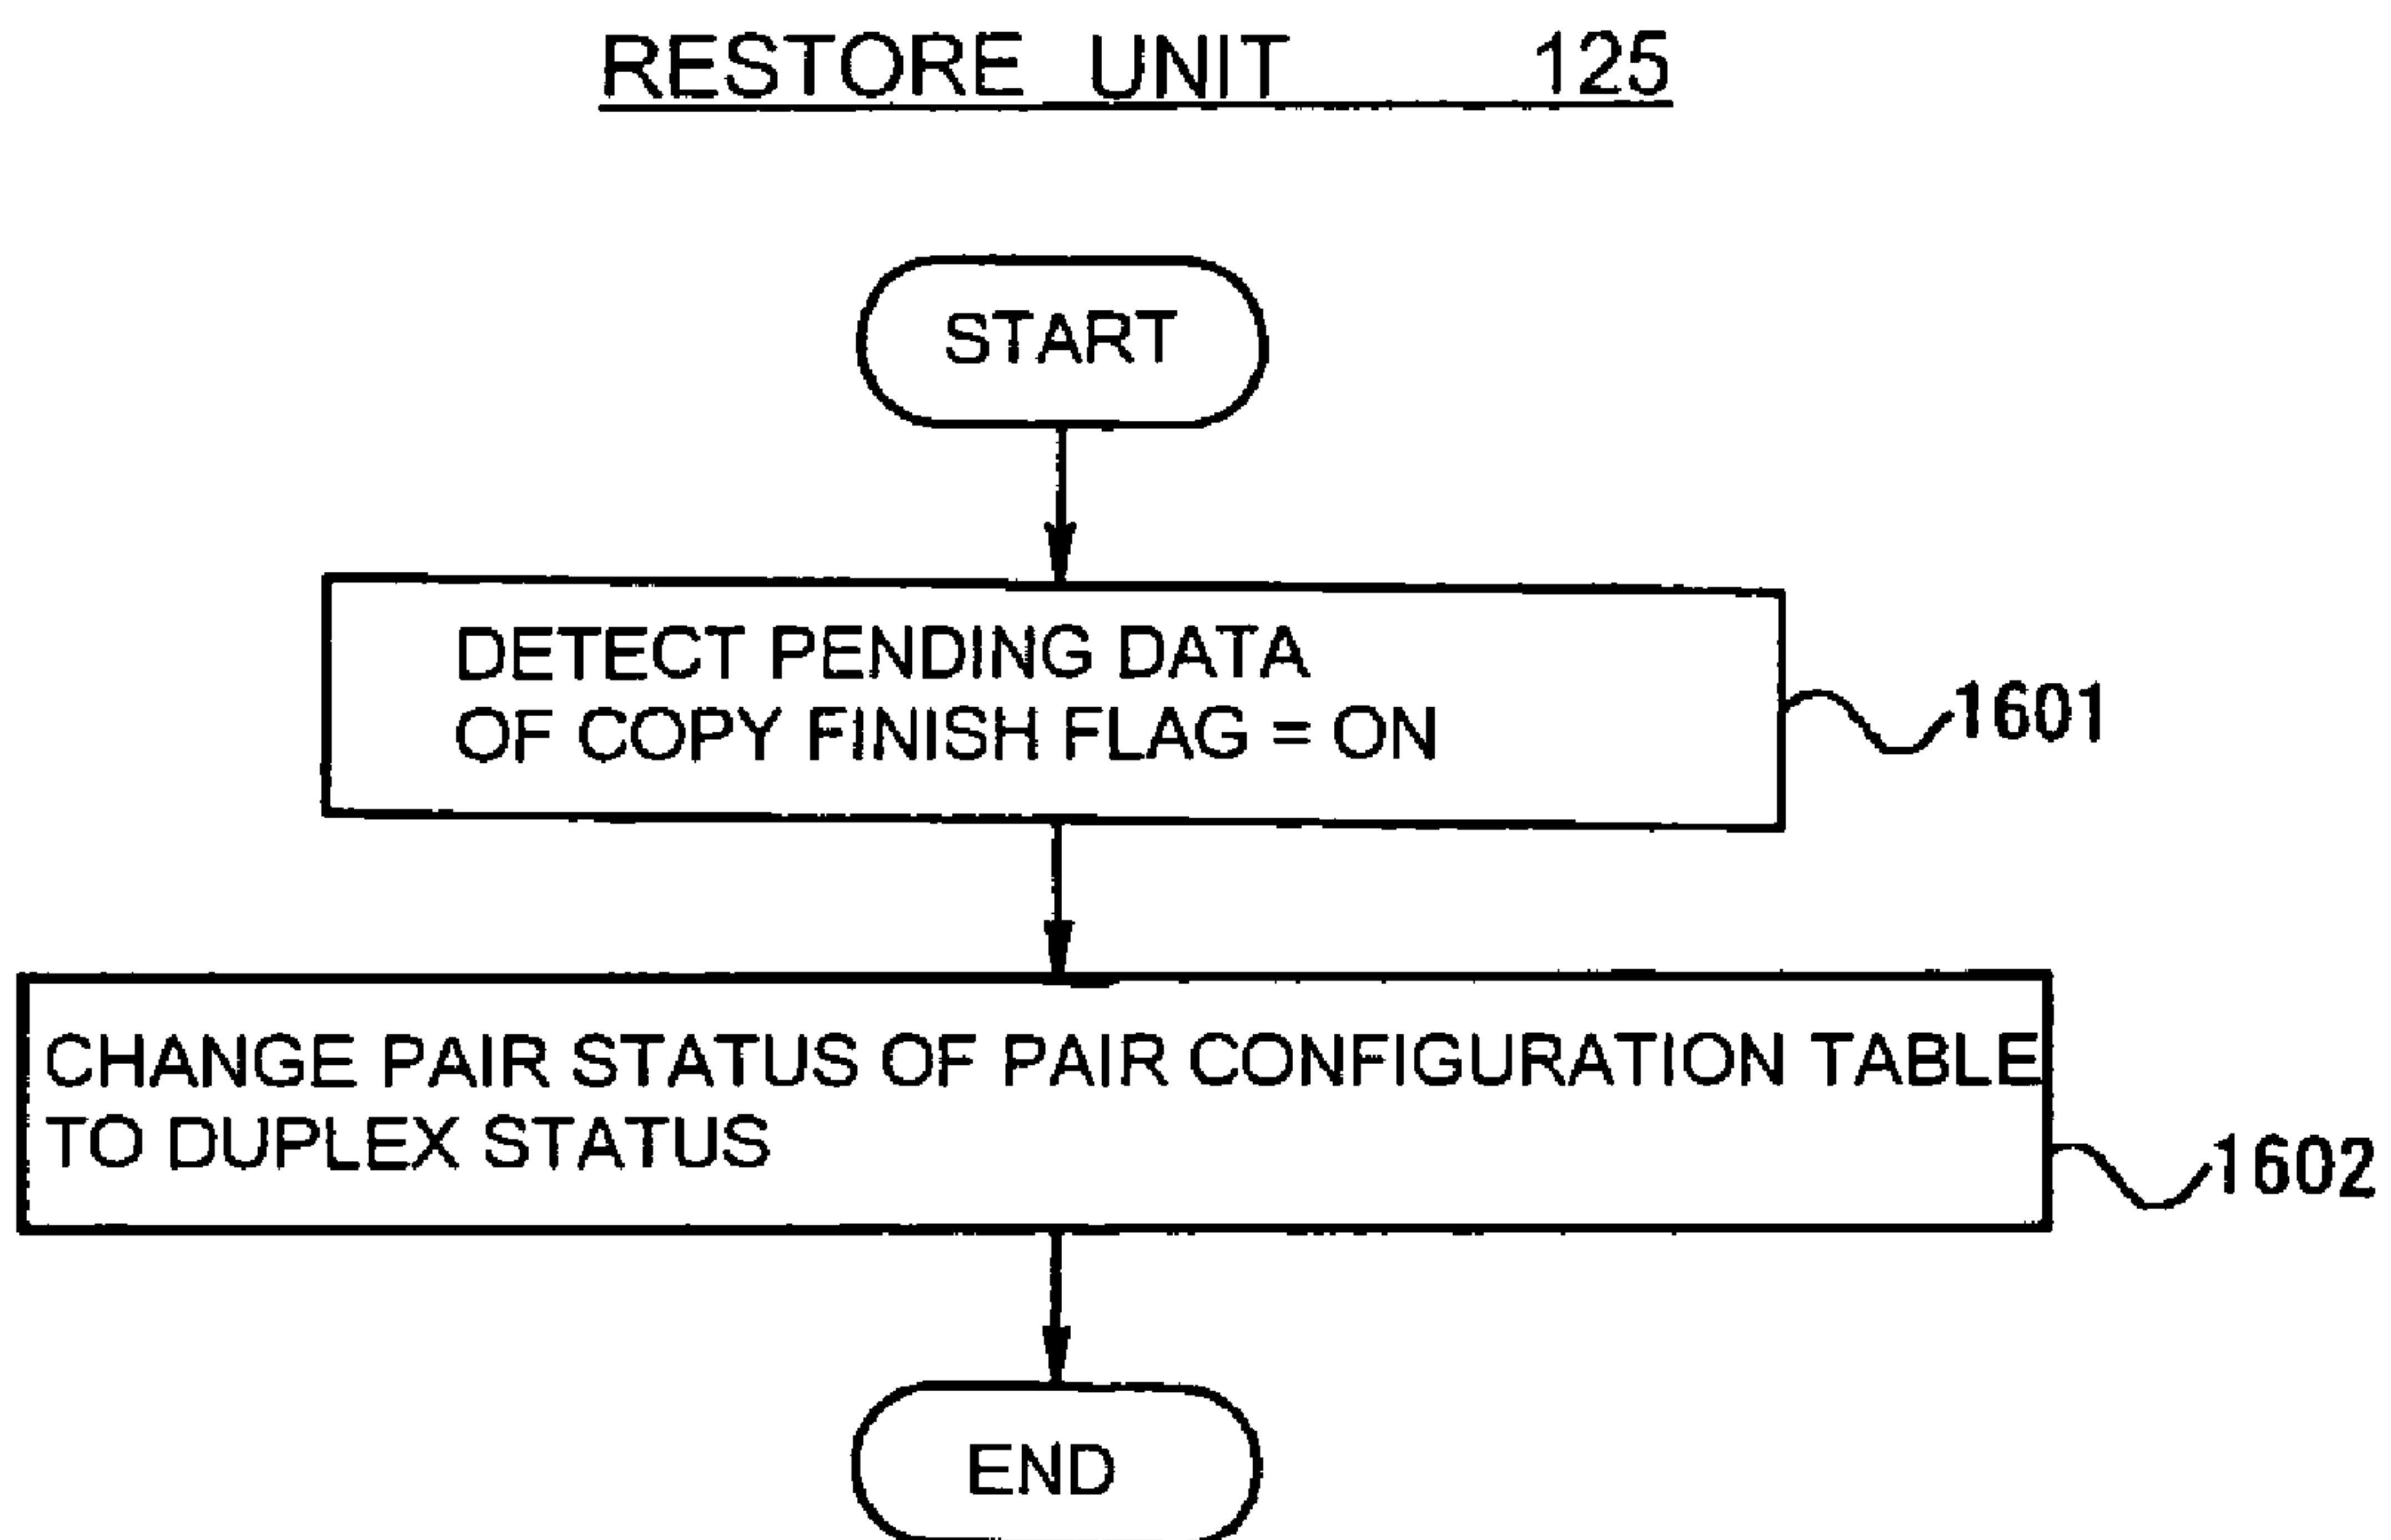 RESTORE UNIT 125
START
DETECT PENDING DATA
OF COPY FINISH FLAG = ON
1601
CHANGE PAIR STATUS OF PAIR CONFIGURATION TABLE
TO DUPLEX STATUS
1602
END